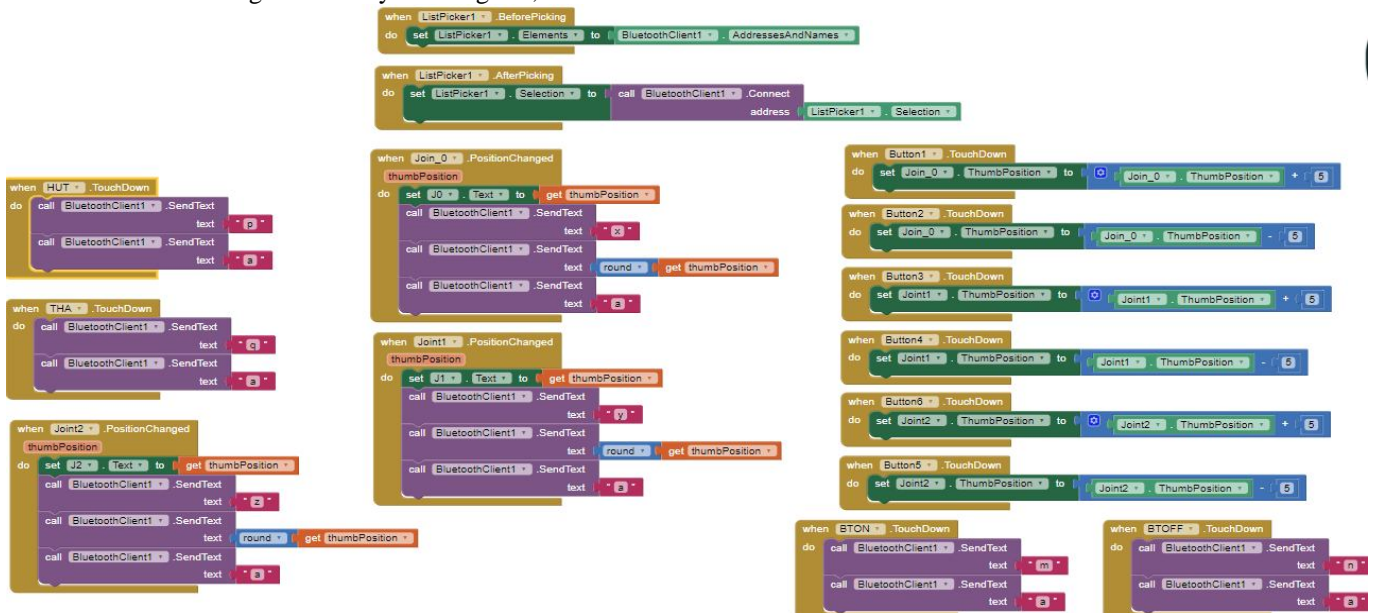 when ListPicker1 .BeforePicking
do set ListPicker1 . Elements to BluetoothClient1 . AddressesAndNames
when ListPicker1 .AfterPicking
do set ListPicker1 . Selection to call BluetoothClient1 .Connect
address ListPicker1 . Selection
when HUT .TouchDown
do call BluetoothClient1 .SendText
text " p "
call BluetoothClient1 .SendText
text " a "
when THA .TouchDown
do call BluetoothClient1 .SendText
text " q "
call BluetoothClient1 .SendText
text " a "
when Joint2 .PositionChanged
thumbPosition
do set J2 . Text to get thumbPosition
call BluetoothClient1 .SendText
text " z "
call BluetoothClient1 .SendText
text round get thumbPosition
call BluetoothClient1 .SendText
text " a "
when Join_0 .PositionChanged
thumbPosition
do set J0 . Text to get thumbPosition
call BluetoothClient1 .SendText
text " x "
call BluetoothClient1 .SendText
text round get thumbPosition
call BluetoothClient1 .SendText
text " a "
when Joint1 .PositionChanged
thumbPosition
do set J1 . Text to get thumbPosition
call BluetoothClient1 .SendText
text " y "
call BluetoothClient1 .SendText
text round get thumbPosition
call BluetoothClient1 .SendText
text " a "
when Button1 .TouchDown
do set Join_0 . ThumbPosition to Join_0 . ThumbPosition + 5
when Button2 .TouchDown
do set Join_0 . ThumbPosition to Join_0 . ThumbPosition - 5
when Button3 .TouchDown
do set Joint1 . ThumbPosition to Joint1 . ThumbPosition + 5
when Button4 .TouchDown
do set Joint1 . ThumbPosition to Joint1 . ThumbPosition - 5
when Button6 .TouchDown
do set Joint2 . ThumbPosition to Joint2 . ThumbPosition + 5
when Button5 .TouchDown
do set Joint2 . ThumbPosition to Joint2 . ThumbPosition - 5
when BTON .TouchDown
do call BluetoothClient1 .SendText
text " m "
call BluetoothClient1 .SendText
text " a "
when BTOFF .TouchDown
do call BluetoothClient1 .SendText
text " n "
call BluetoothClient1 .SendText
text " a "